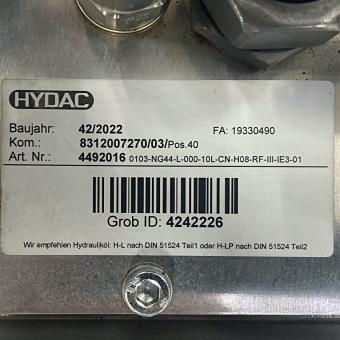 HYDAC
Baujahr: 42/2022 FA: 19330490
Kom.: 8312007270/03/Pos.40
Art. Nr.: 4492016 0103-NG44-L-000-10L-CN-H08-RF-III-IE3-01
Grob ID: 4242226
Wir empfehlen Hydrauliköl: H-L nach DIN 51524 Teil1 oder H-LP nach DIN 51524 Teil2